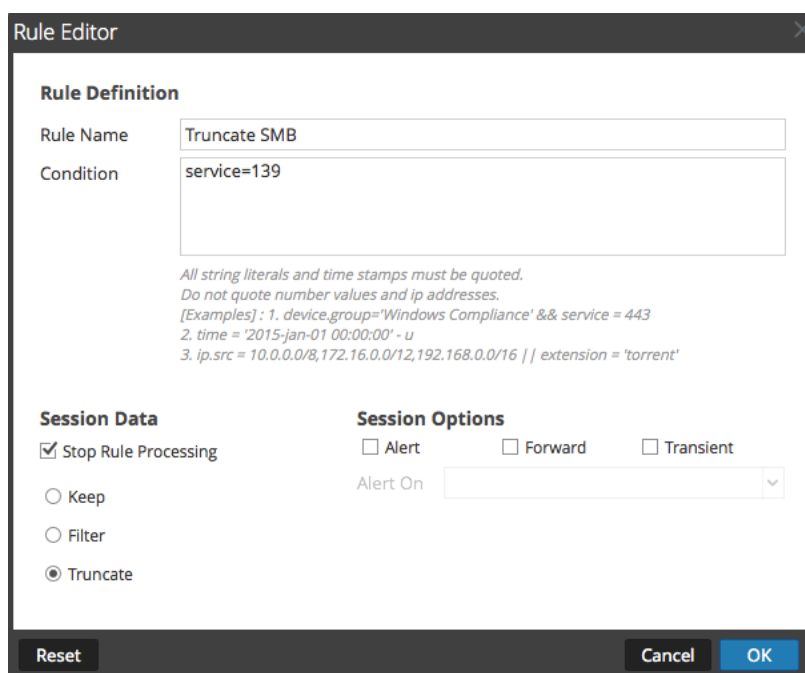 Rule Editor
Rule Definition
Rule Name Truncate SMB
Condition service=139
All string literals and time stamps must be quoted.
Do not quote number values and ip addresses.
[Examples] : 1. device.group='Windows Compliance' && service = 443
2. time = '2015-jan-01 00:00:00' - u
3. ip.src = 10.0.0.0/8,172.16.0.0/12,192.168.0.0/16 || extension = 'torrent'
Session Data Session Options
Stop Rule Processing Alert Forward Transient
Alert On
Keep
Filter
Truncate
Reset Cancel OK